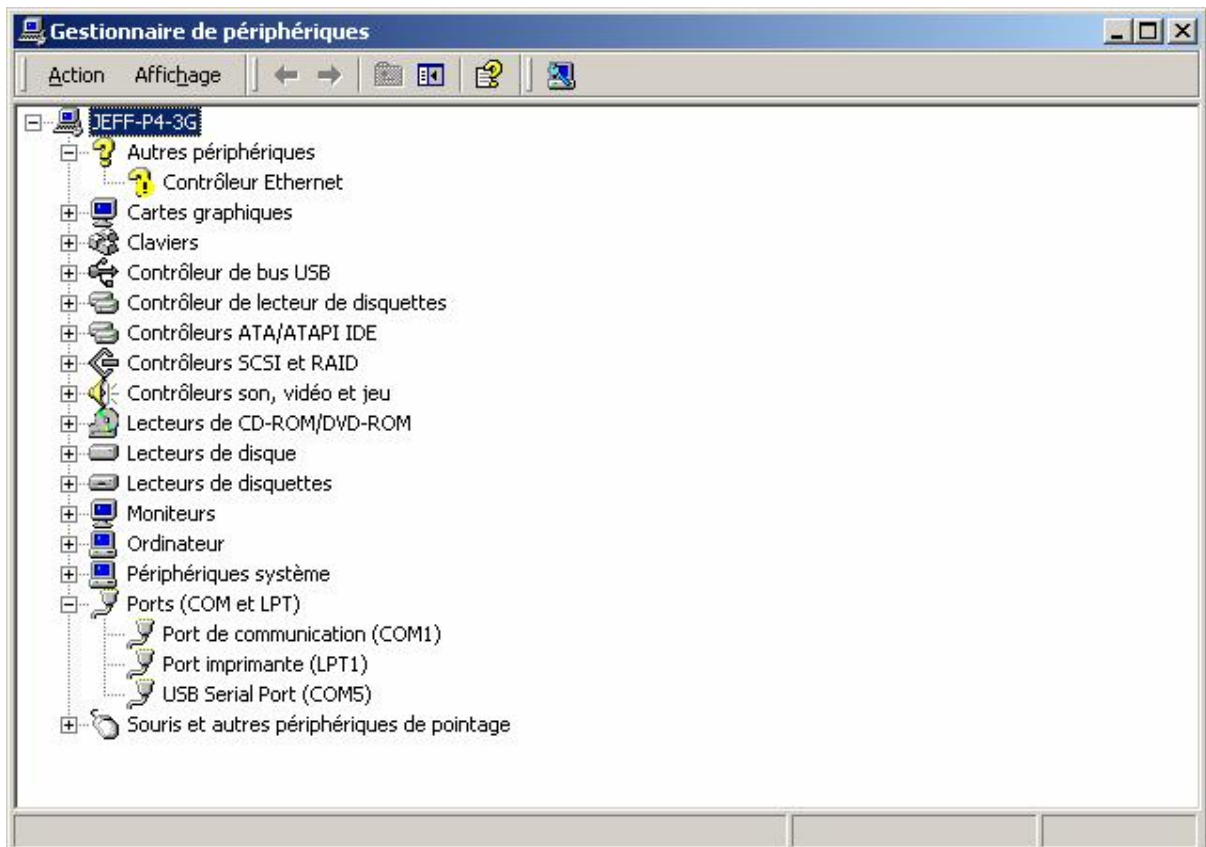 Gestionnaire de périphériques
Action Affichage
JEFF-P4-3G
Autres périphériques
Contrôleur Ethernet
Cartes graphiques
Claviers
Contrôleur de bus USB
Contrôleur de lecteur de disquettes
Contrôleurs ATA/ATAPI IDE
Contrôleurs SCSI et RAID
Contrôleurs son, vidéo et jeu
Lecteurs de CD-ROM/DVD-ROM
Lecteurs de disque
Lecteurs de disquettes
Moniteurs
Ordinateur
Périphériques système
Ports (COM et LPT)
Port de communication (COM1)
Port imprimante (LPT1)
USB Serial Port (COM5)
Souris et autres périphériques de pointage